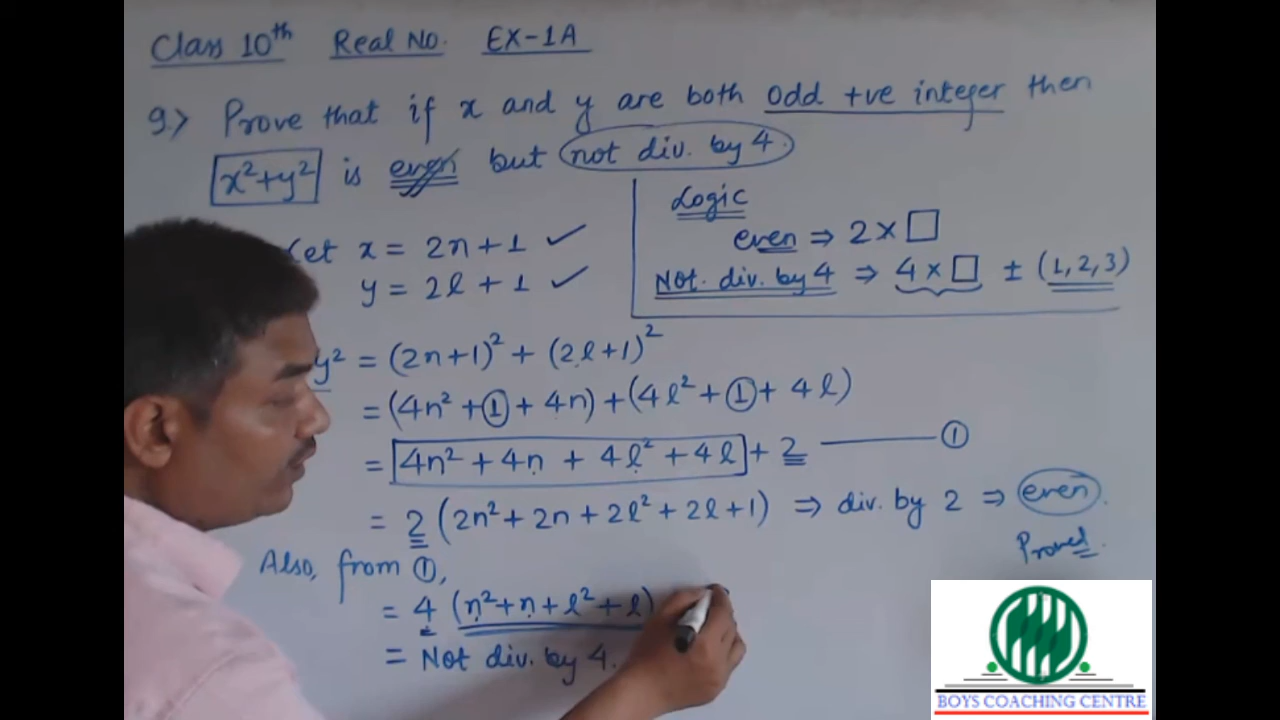 Class 10th Real No. EX-1A
9.> Prove that if x and y are both odd +ve integer then
x²+y² is even but not div. by 4.
Logic
even ⇒ 2 × □
Not. div. by 4 ⇒ 4 × □ ± (1, 2, 3)
Let x = 2n + 1 ✓
y = 2l + 1 ✓
y² = (2n+1)² + (2l+1)²
= (4n² + 1 + 4n) + (4l² + 1 + 4l)
= 4n² + 4n + 4l² + 4l + 2 ——— ①
= 2 (2n² + 2n + 2l² + 2l + 1) ⇒ div. by 2 ⇒ even.
Proved
Also, from ①,
= 4 (n² + n + l² + l)
= Not div. by 4.
BOYS COACHING CENTRE